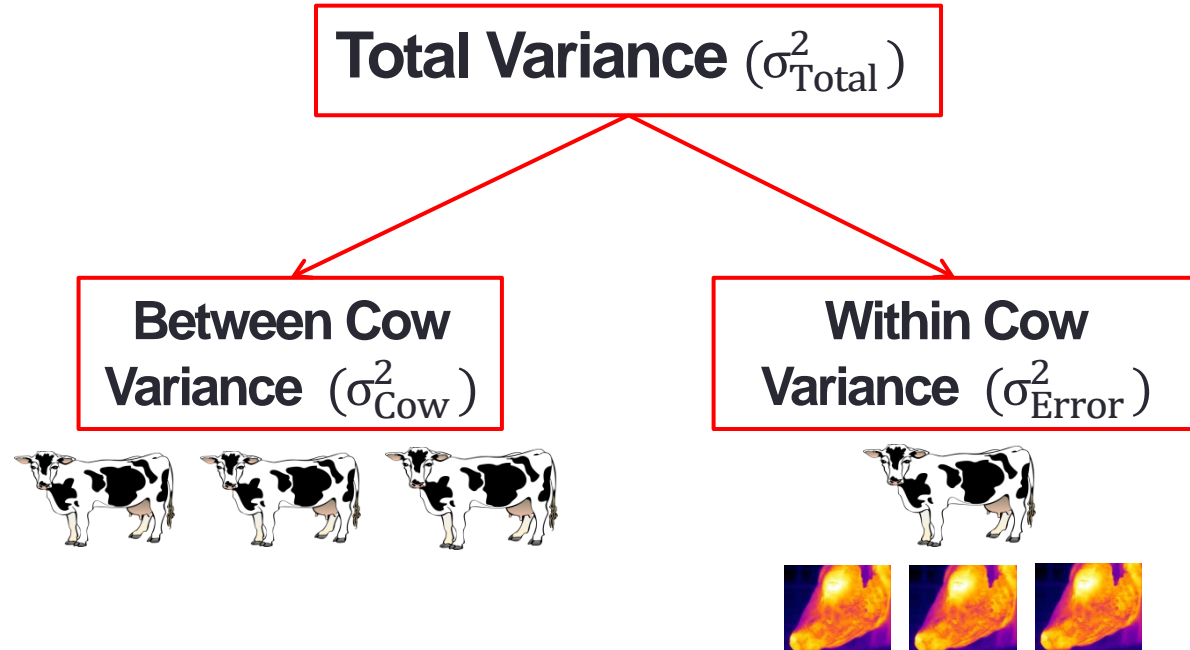 Total Variance (σ²Total)
Between Cow
Variance (σ²Cow)
Within Cow
Variance (σ²Error)